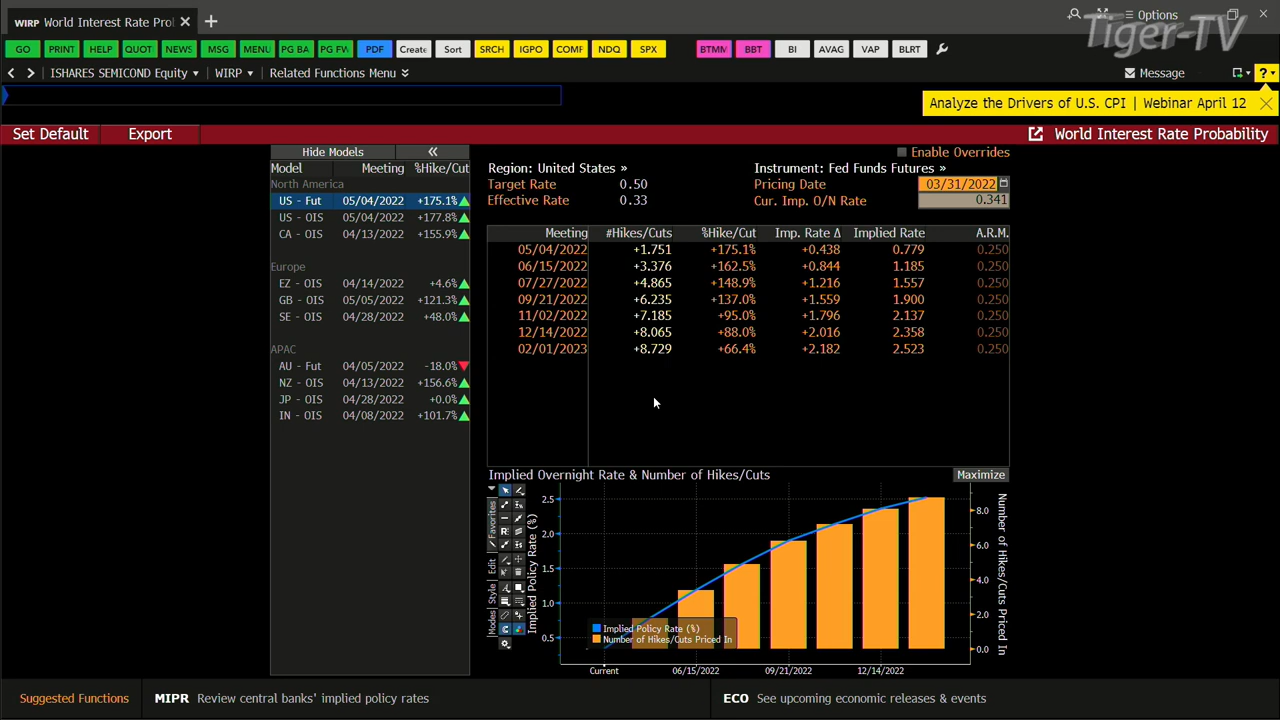 WIRP World Interest Rate Pro
Options
Tiger-TV
GO PRINT HELP QUOT NEWS MSG MENU PG BA PG FV PDF Create Sort SRCH IGPO COMF NDQ SPX BTMM BBT BI AVAG VAP BLRT
ISHARES SEMICOND Equity WIRP Related Functions Menu Message ?
Analyze the Drivers of U.S. CPI | Webinar April 12
Set Default Export World Interest Rate Probability
Hide Models «
Model Meeting %Hike/Cut
North America
US - Fut 05/04/2022 +175.1%
US - OIS 05/04/2022 +177.8%
CA - OIS 04/13/2022 +155.9%
Europe
EZ - OIS 04/14/2022 +4.6%
GB - OIS 05/05/2022 +121.3%
SE - OIS 04/28/2022 +48.0%
APAC
AU - Fut 04/05/2022 -18.0%
NZ - OIS 04/13/2022 +156.6%
JP - OIS 04/28/2022 +0.0%
IN - OIS 04/08/2022 +101.7%
Enable Overrides
Region: United States » Instrument: Fed Funds Futures »
Target Rate 0.50 Pricing Date 03/31/2022
Effective Rate 0.33 Cur. Imp. O/N Rate 0.341
Meeting #Hikes/Cuts %Hike/Cut Imp. Rate Δ Implied Rate A.R.M.
05/04/2022 +1.751 +175.1% +0.438 0.779 0.250
06/15/2022 +3.376 +162.5% +0.844 1.185 0.250
07/27/2022 +4.865 +148.9% +1.216 1.557 0.250
09/21/2022 +6.235 +137.0% +1.559 1.900 0.250
11/02/2022 +7.185 +95.0% +1.796 2.137 0.250
12/14/2022 +8.065 +88.0% +2.016 2.358 0.250
02/01/2023 +8.729 +66.4% +2.182 2.523 0.250
Implied Overnight Rate & Number of Hikes/Cuts Maximize
Favorites
Edit
Style
Modes
Implied Policy Rate (%)
2.5
2.0
1.5
1.0
0.5
Implied Policy Rate (%)
Number of Hikes/Cuts Priced In
8.0
6.0
4.0
2.0
0.0
Number of Hikes/Cuts Priced In
Current 06/15/2022 09/21/2022 12/14/2022
Suggested Functions MIPR Review central banks' implied policy rates ECO See upcoming economic releases & events